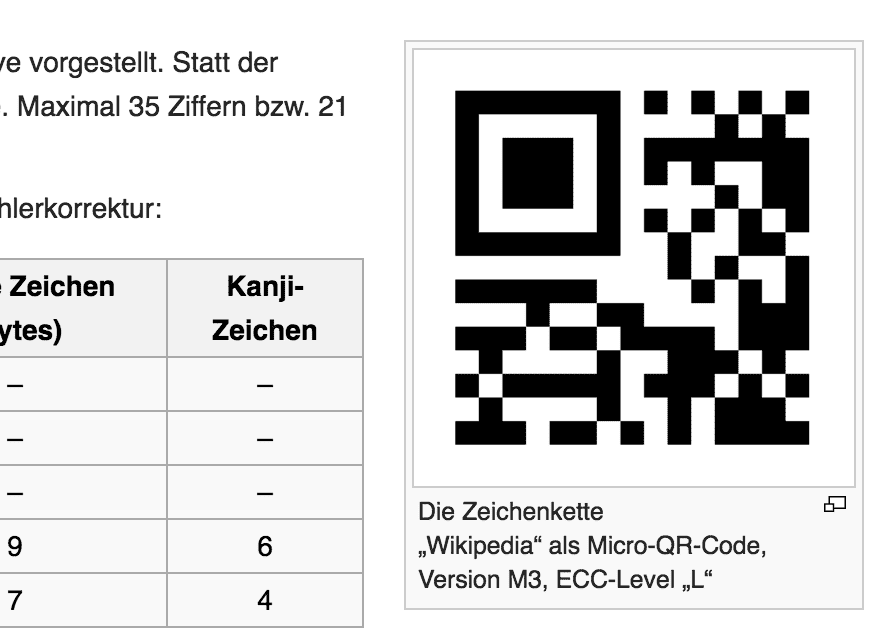 vorgestellt. Statt der
. Maximal 35 Ziffern bzw. 21
hlerkorrektur:
Zeichen Kanji-
ytes) Zeichen
– –
– –
– –
9 6
7 4
Die Zeichenkette
„Wikipedia“ als Micro-QR-Code,
Version M3, ECC-Level „L“